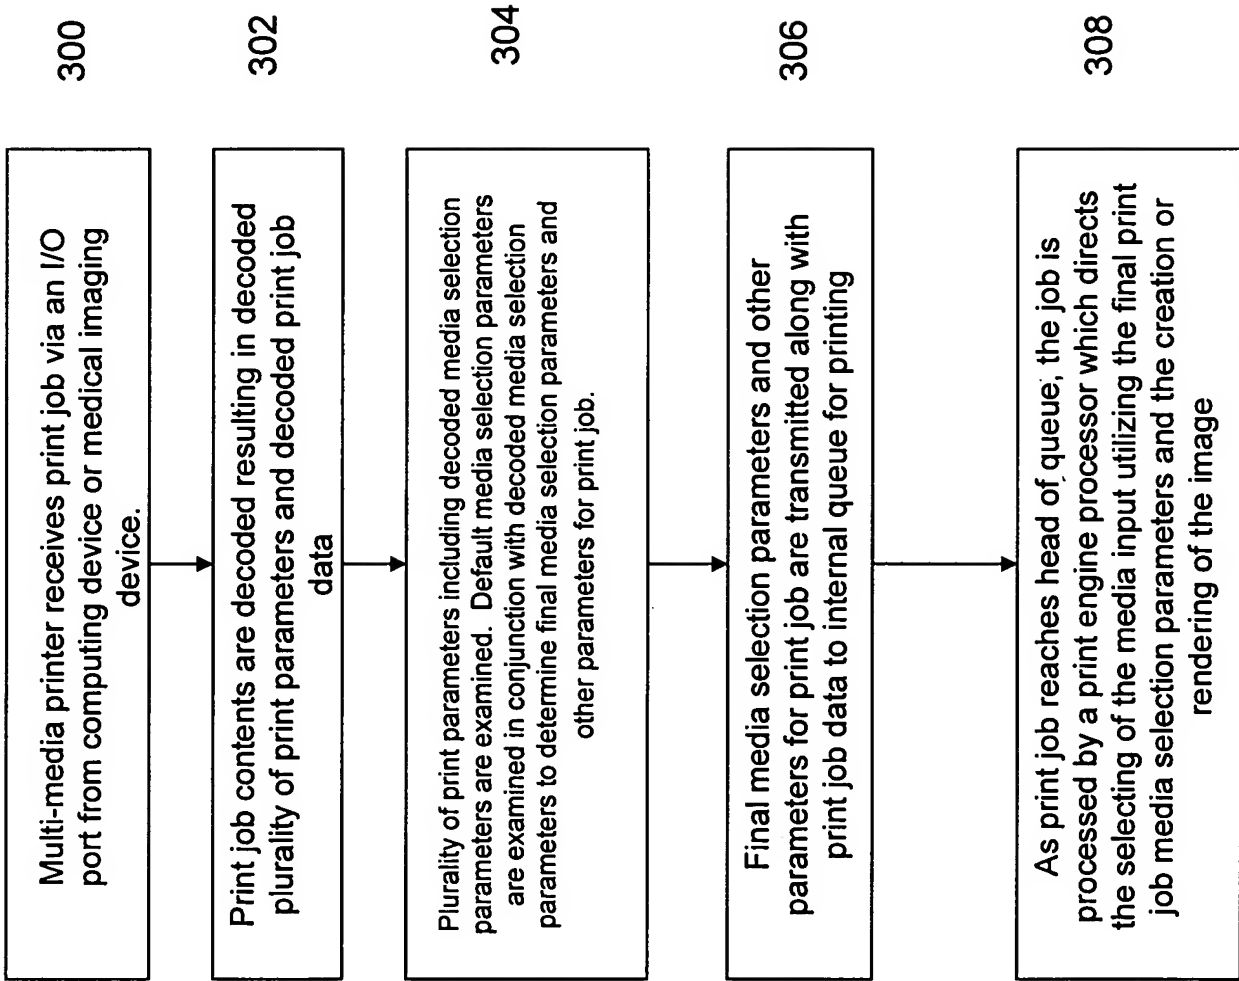 300
Multi-media printer receives print job via an I/O
port from computing device or medical imaging
device.
302
Print job contents are decoded resulting in decoded
plurality of print parameters and decoded print job
data
304
Plurality of print parameters including decoded media selection
parameters are examined. Default media selection parameters
are examined in conjunction with decoded media selection
parameters to determine final media selection parameters and
other parameters for print job.
306
Final media selection parameters and other
parameters for print job are transmitted along with
print job data to internal queue for printing
308
As print job reaches head of queue, the job is
processed by a print engine processor which directs
the selecting of the media input utilizing the final print
job media selection parameters and the creation or
rendering of the image